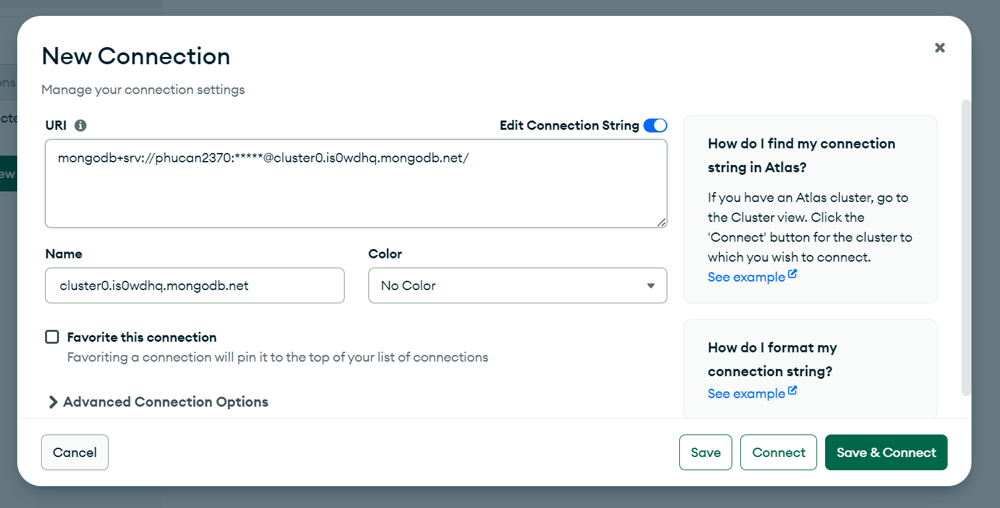 New Connection
Manage your connection settings
URI
Edit Connection String
mongodb+srv://phucan2370:*****@cluster0.is0wdhq.mongodb.net/
Name
Color
cluster0.is0wdhq.mongodb.net
No Color
Favorite this connection
Favoriting a connection will pin it to the top of your list of connections
Advanced Connection Options
How do I find my connection
string in Atlas?
If you have an Atlas cluster, go to
the Cluster view. Click the
'Connect' button for the cluster to
which you wish to connect.
See example
How do I format my
connection string?
See example
Cancel
Save
Connect
Save & Connect